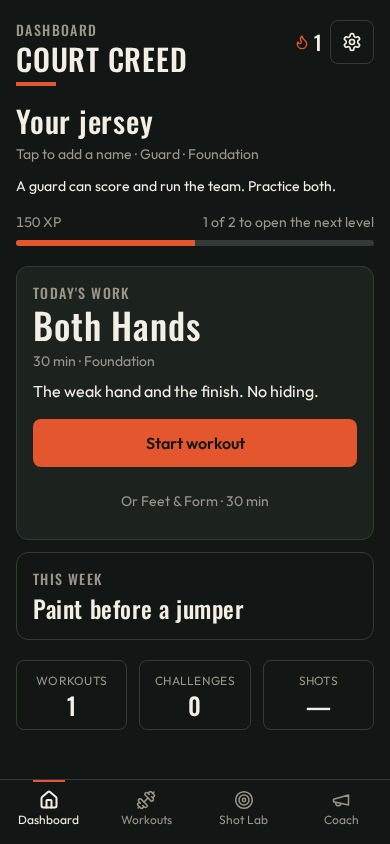 DASHBOARD
COURT CREED
1
Your jersey
Tap to add a name · Guard · Foundation
A guard can score and run the team. Practice both.
150 XP
1 of 2 to open the next level
TODAY'S WORK
Both Hands
30 min · Foundation
The weak hand and the finish. No hiding.
Start workout
Or Feet & Form · 30 min
THIS WEEK
Paint before a jumper
WORKOUTS
1
CHALLENGES
0
SHOTS
—
Dashboard
Workouts
Shot Lab
Coach